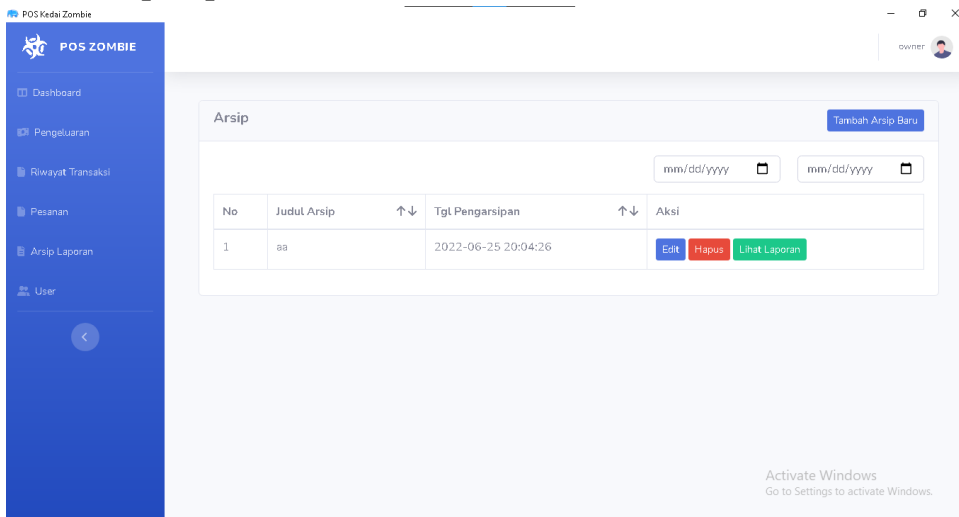 POS Kedai Zombie
POS ZOMBIE
owner
Dashboard
Pengeluaran
Riwayat Transaksi
Pesanan
Arsip Laporan
User
Arsip
Tambah Arsip Baru
mm/dd/yyyy mm/dd/yyyy
No Judul Arsip Tgl Pengarsipan Aksi
1 aa 2022-06-25 20:04:26 Edit Hapus Lihat Laporan
Activate Windows
Go to Settings to activate Windows.